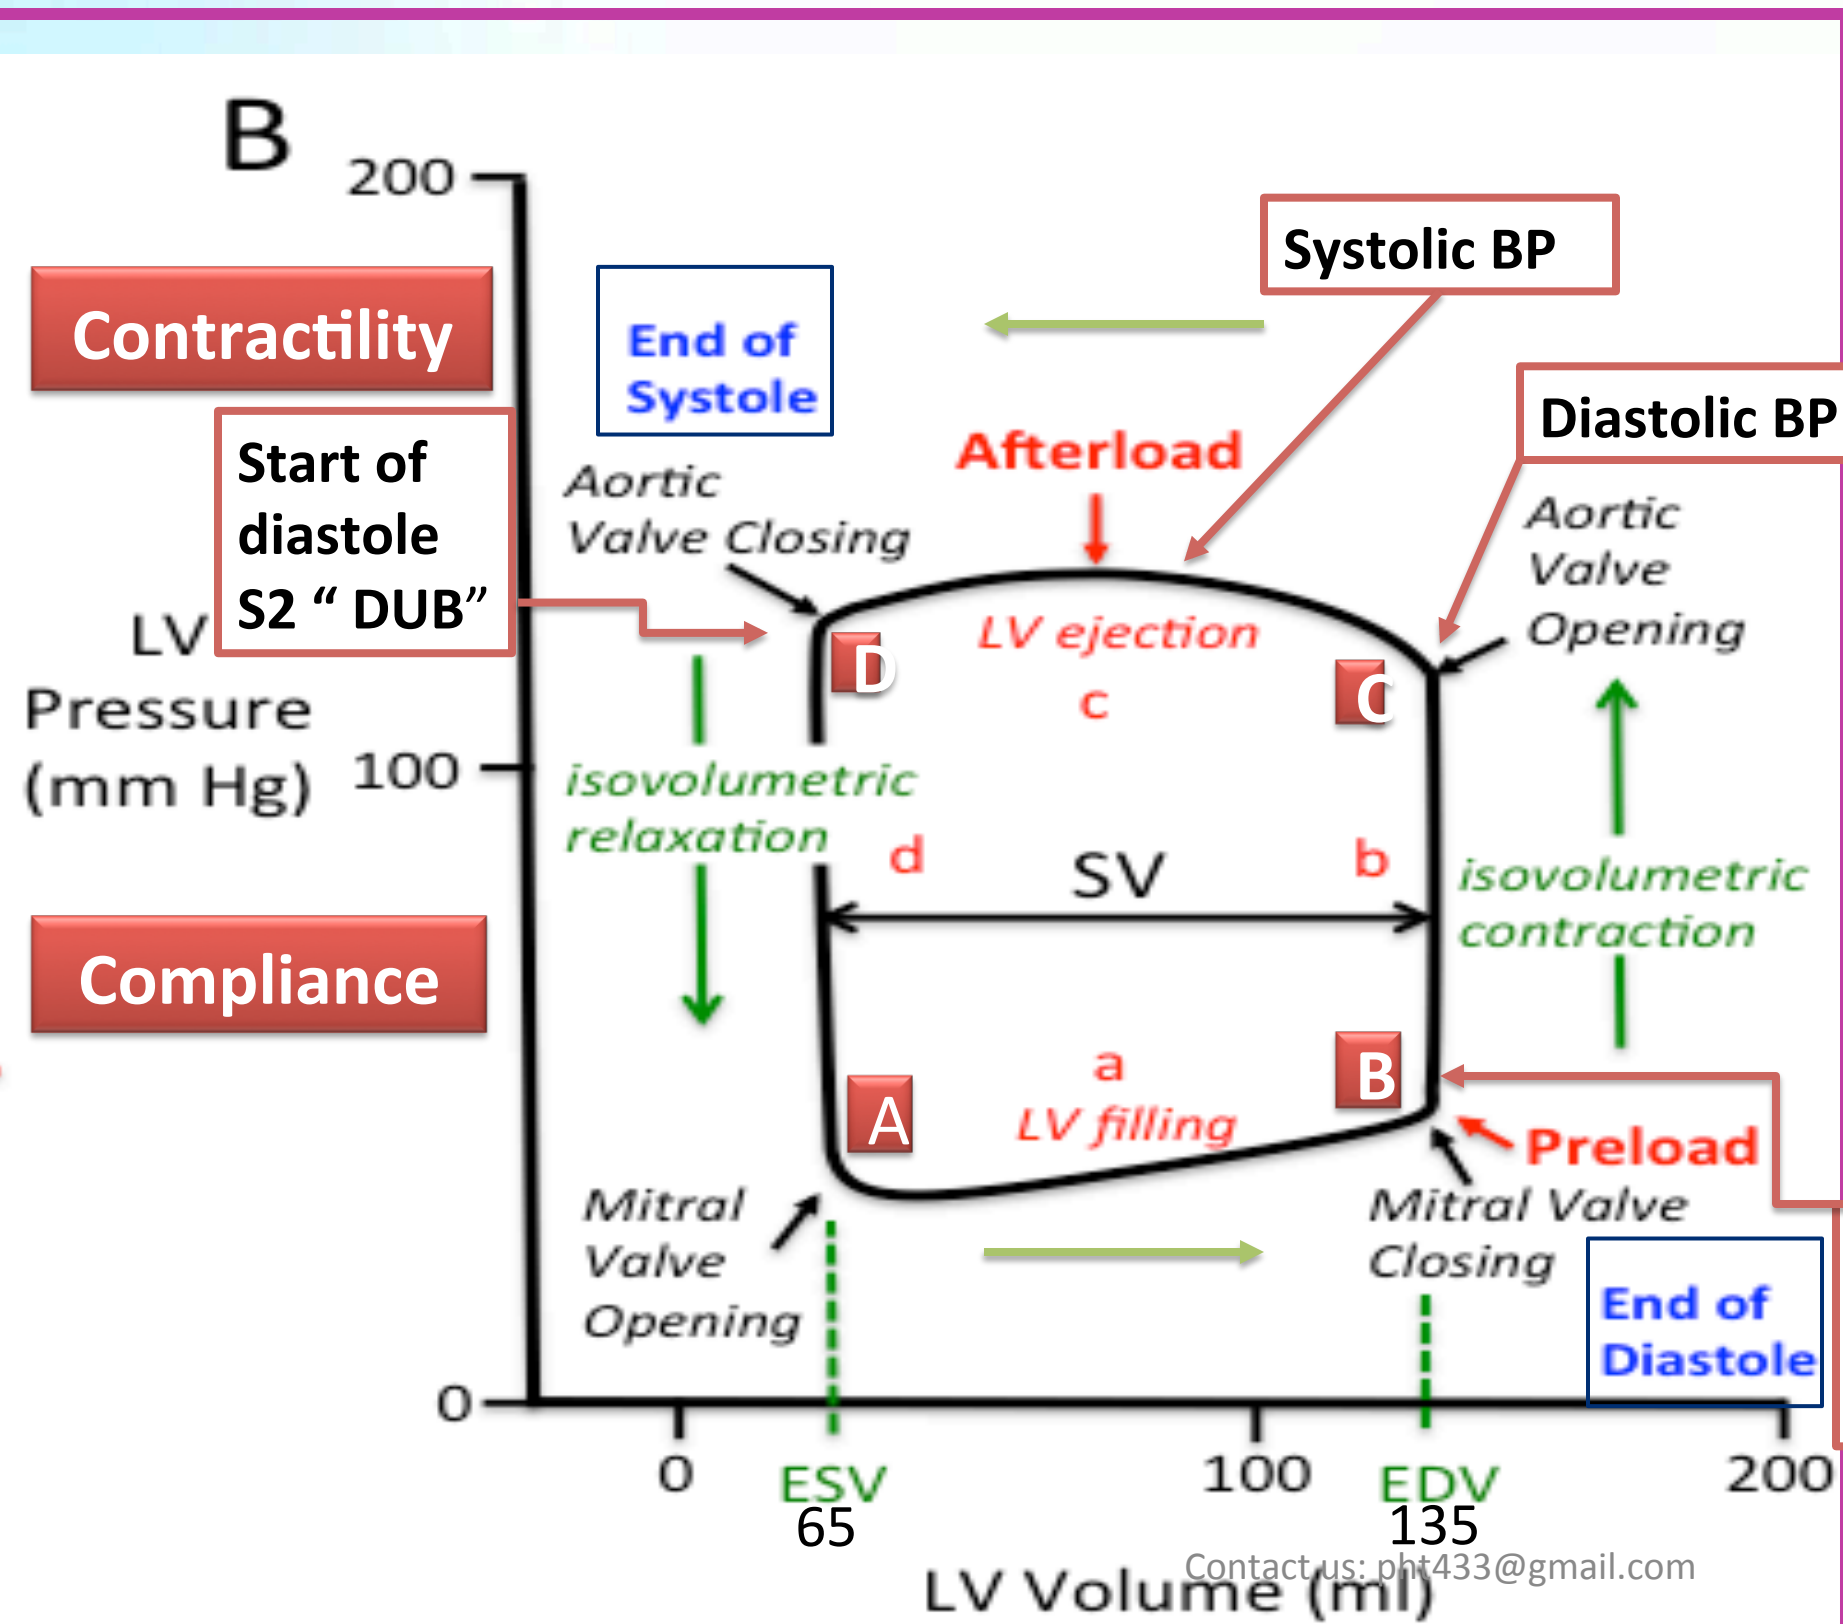 B
200
Contractility
End of
Systole
Systolic BP
Diastolic BP
Start of
diastole
S2 “ DUB”
Aortic
Valve Closing
Afterload
Aortic
Valve
Opening
LV
Pressure
(mm Hg)
100
D
LV ejection
c
C
isovolumetric
relaxation
d
SV
b
isovolumetric
contraction
Compliance
A
a
LV filling
B
Preload
Mitral
Valve
Opening
Mitral Valve
Closing
End of
Diastole
0
0
ESV
65
100
EDV
135
200
LV Volume (ml)
Contact us: pht433@gmail.com